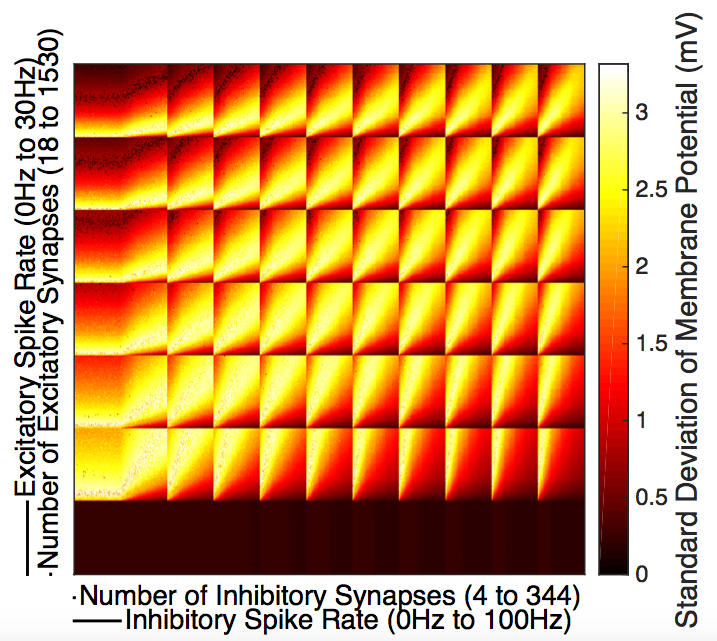 Excitatory Spike Rate (0Hz to 30Hz)
·Number of Excitatory Synapses (18 to 1530)
·Number of Inhibitory Synapses (4 to 344)
Inhibitory Spike Rate (0Hz to 100Hz)
3
2.5
2
1.5
1
0.5
0
Standard Deviation of Membrane Potential (mV)